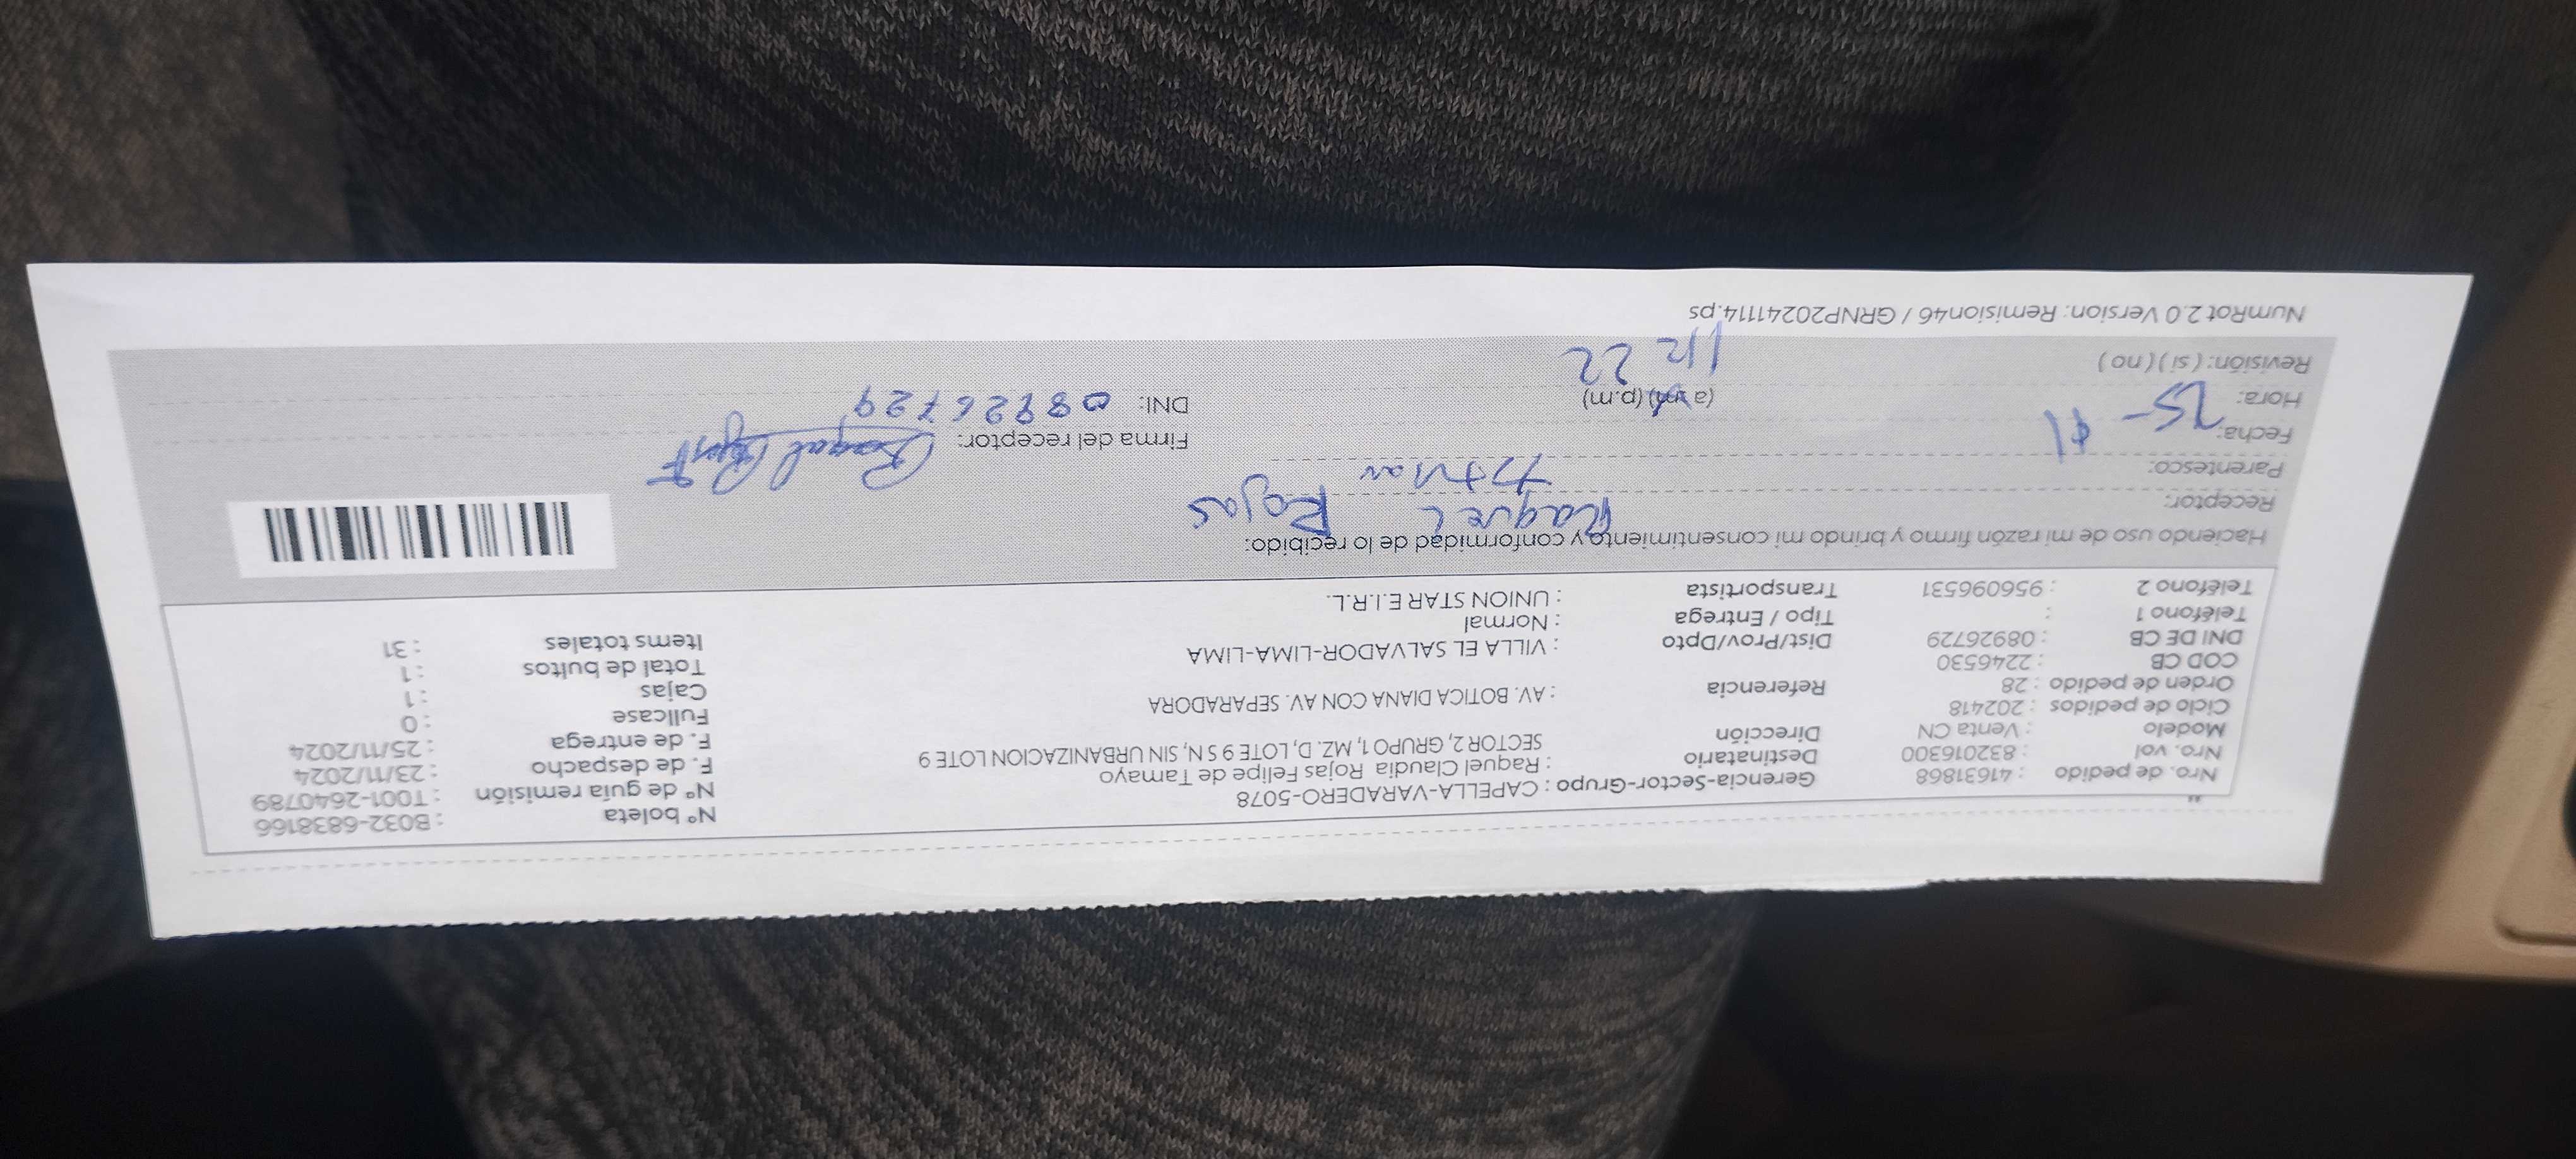 Nro. de pedido : 41631868
Nro. vol : 832016300
Modelo : Venta CN
Ciclo de pedidos : 202418
Orden de pedido : 28
COD CB : 2246530
DNI DE CB : 08926729
Teléfono 1 :
Teléfono 2 : 956096531
Gerencia-Sector-Grupo : CAPELLA-VARADERO-5078
Destinatario : Raquel Claudia Rojas Felipe de Tamayo
Dirección SECTOR 2, GRUPO 1, MZ. D, LOTE 9 S N, SIN URBANIZACION LOTE 9
Referencia : AV. BOTICA DIANA CON AV. SEPARADORA
Dist/Prov/Dpto : VILLA EL SALVADOR-LIMA-LIMA
Tipo / Entrega : Normal
Transportista : UNION STAR E.I.R.L.
N° boleta : B032-6838166
N° de guía remisión : T001-2640789
F. de despacho : 23/11/2024
F. de entrega : 25/11/2024
Fullcase : 0
Cajas : 1
Total de bultos : 1
Items totales : 31
Haciendo uso de mi razón firmo y brindo mi consentimiento y conformidad de lo recibido:
Receptor: Raquel Rojas
Parentesco:
Fecha: 25-11
Hora: (a.m) (p.m)
Revisión: ( si ) ( no )
Firma del receptor:
DNI: 08926729
NumRot 2.0 Version: Remision46 / GRNP20241114.ps